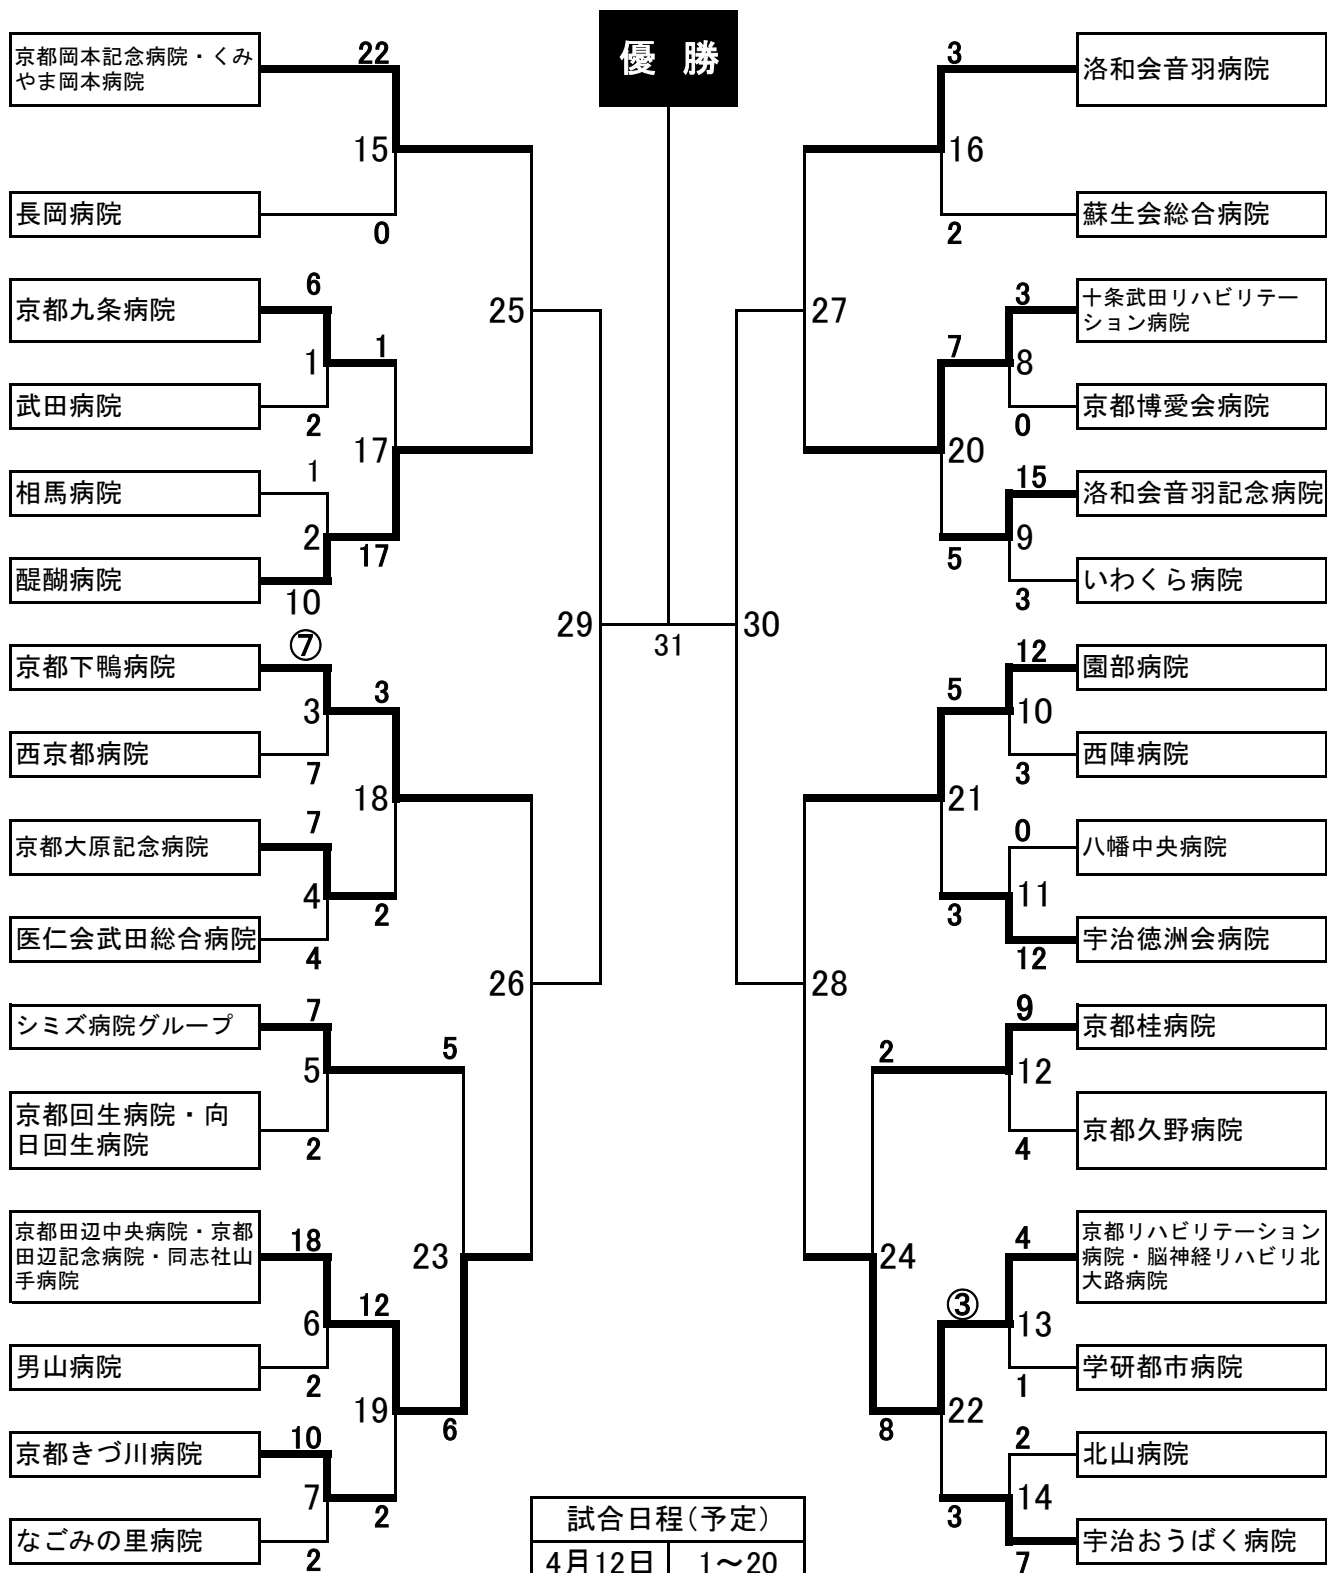 優 勝
京都岡本記念病院・くみ
やま岡本病院
22
15
長岡病院
0
京都九条病院
6
1
1
武田病院
2
17
25
相馬病院
1
2
17
醍醐病院
10
29
京都下鴨病院
⑦
3
3
西京都病院
7
18
京都大原記念病院
7
4
2
医仁会武田総合病院
4
26
シミズ病院グループ
7
5
5
京都回生病院・向
日回生病院
2
京都田辺中央病院・京都
田辺記念病院・同志社山
手病院
18
23
12
6
男山病院
2
19
6
京都きづ川病院
10
7
2
なごみの里病院
2
31
3
洛和会音羽病院
16
蘇生会総合病院
2
27
3
十条武田リハビリテー
ション病院
7
8
京都博愛会病院
0
20
15
洛和会音羽記念病院
9
5
いわくら病院
3
30
12
園部病院
5
10
西陣病院
3
21
0
八幡中央病院
11
3
宇治徳洲会病院
12
28
9
京都桂病院
2
12
京都久野病院
4
24
4
京都リハビリテーション
病院・脳神経リハビリ北
大路病院
③
13
学研都市病院
1
22
8
2
北山病院
14
3
宇治おうばく病院
7
試合日程(予定)
4月12日 1～20